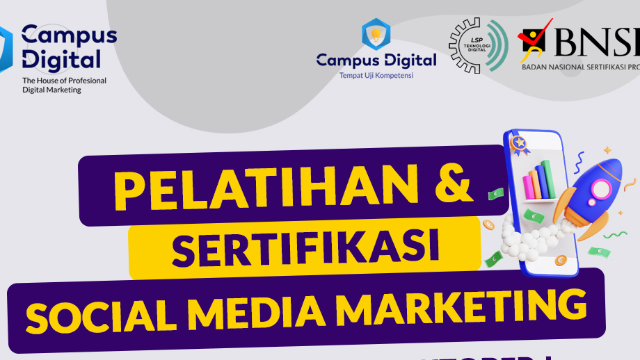 Campus
Digital
The House of Profesional
Digital Marketing
Campus Digital
Tempat Uji Kompetensi
LSP
TEKNOLOGI
DIGITAL
BADAN NASIONAL SERTIFIKASI
PELATIHAN &
SERTIFIKASI
SOCIAL MEDIA MARKETING